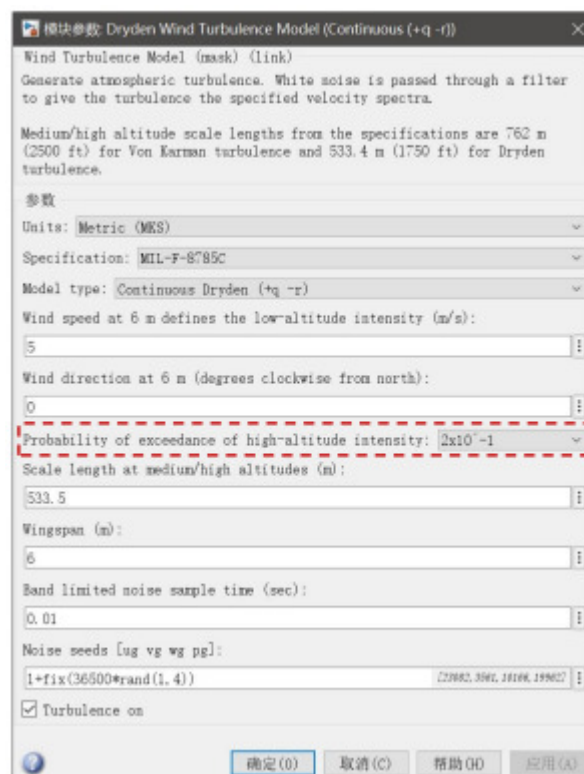 模块参数: Dryden Wind Turbulence Model (Continuous (+q -r))
Wind Turbulence Model (mask) (link)
Generate atmospheric turbulence. White noise is passed through a filter
to give the turbulence the specified velocity spectra.
Medium/high altitude scale lengths from the specifications are 762 m
(2500 ft) for Von Karman turbulence and 533.4 m (1750 ft) for Dryden
turbulence.
参数
Units: Metric (MKS)
Specification: MIL-F-8785C
Model type: Continuous Dryden (+q -r)
Wind speed at 6 m defines the low-altitude intensity (m/s):
5
Wind direction at 6 m (degrees clockwise from north):
0
Probability of exceedance of high-altitude intensity: 2x10^-1
Scale length at medium/high altitudes (m):
533.5
Wingspan (m):
6
Band limited noise sample time (sec):
0.01
Noise seeds [ug vg wg pg]:
1+fix(36500*rand(1,4))
Turbulence on
确定(O) 取消(C) 帮助(H) 应用(A)